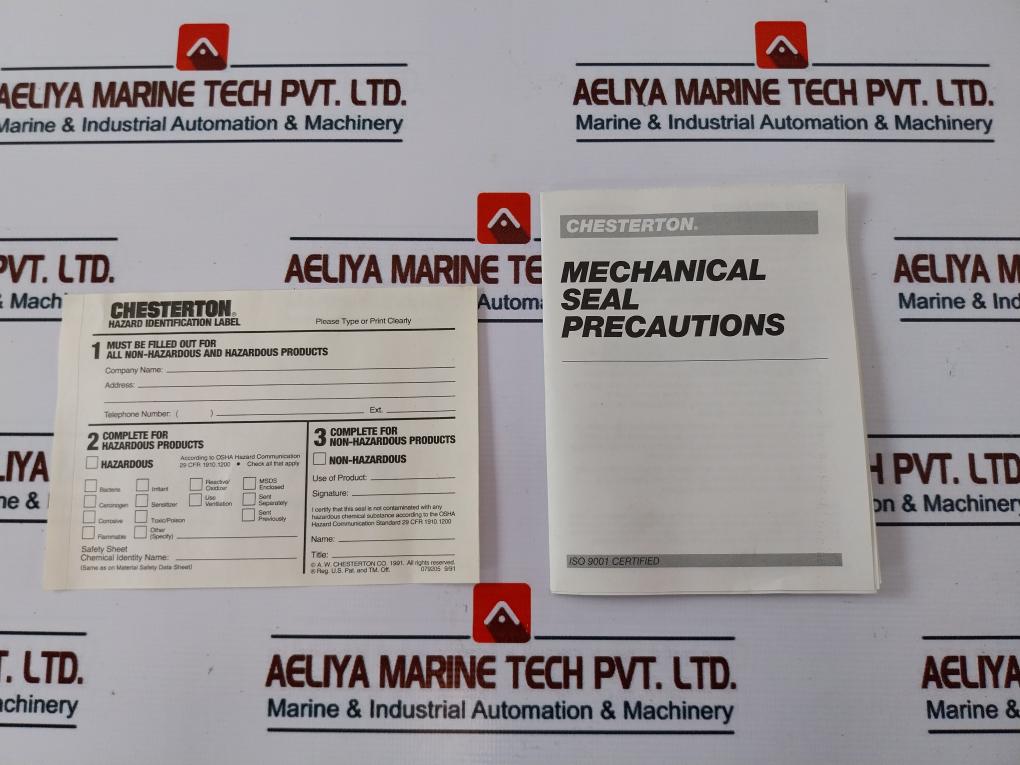 AELIYA MARINE TECH PVT. LTD.
Marine & Industrial Automation & Machinery
AELIYA MARINE TECH PVT. LTD.
Marine & Industrial Automation & Machinery
PVT. LTD.
& Machinery
AELIYA MARINE TE
Automa
AELIYA M
Marine & In
CHESTERTON®
HAZARD IDENTIFICATION LABEL
Please Type or Print Clearly
1 MUST BE FILLED OUT FOR
ALL NON-HAZARDOUS AND HAZARDOUS PRODUCTS
Company Name:
Address:
Telephone Number: ( )
Ext.
2 COMPLETE FOR
HAZARDOUS PRODUCTS
HAZARDOUS
According to OSHA Hazard Communication
29 CFR 1910.1200 • Check all that apply
Bacteria
Irritant
Reactive/
Oxidizer
MSDS
Enclosed
Carcinogen
Sensitizer
Use
Ventilation
Sent
Separately
Corrosive
Toxic/Poison
Sent
Previously
Flammable
Other
(Specify)
Safety Sheet
Chemical Identity Name:
(Same as on Material Safety Data Sheet)
3 COMPLETE FOR
NON-HAZARDOUS PRODUCTS
NON-HAZARDOUS
Use of Product:
Signature:
I certify that this seal is not contaminated with any
hazardous chemical substance according to the OSHA
Hazard Communication Standard 29 CFR 1910.1200
Name:
Title:
© A.W. CHESTERTON CO. 1991. All rights reserved.
® Reg. U.S. Pat. and TM. Off. 079205 9/91
CHESTERTON®
MECHANICAL
SEAL
PRECAUTIONS
ISO 9001 CERTIFIED
AELIYA
ne &
H PVT. LTD.
on & Machinery
T. LTD.
achinery
AELIYA MARINE TECH PVT. LTD.
Marine & Industrial Automation & Machinery
AELIYA
Marine &